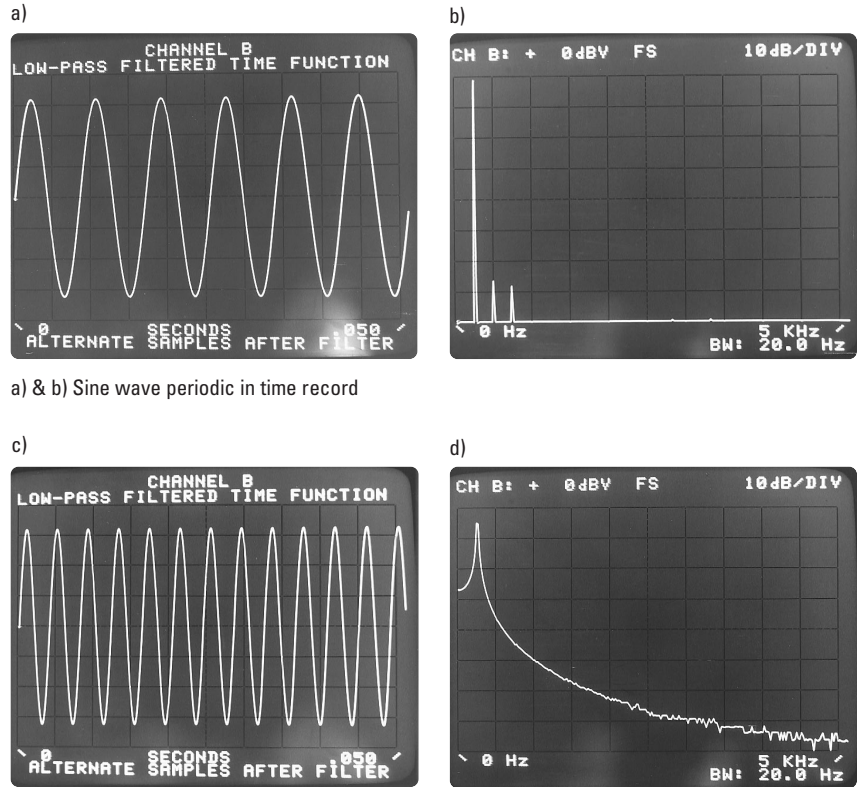 a)
CHANNEL B
LOW-PASS FILTERED TIME FUNCTION
0 SECONDS .050
ALTERNATE SAMPLES AFTER FILTER
b)
CH B: + 0dBV FS 10dB/DIV
0 Hz 5 KHz
BW: 20.0 Hz
a) & b) Sine wave periodic in time record
c)
CHANNEL B
LOW-PASS FILTERED TIME FUNCTION
0 SECONDS .050
ALTERNATE SAMPLES AFTER FILTER
d)
CH B: + 0dBV FS 10dB/DIV
0 Hz 5 KHz
BW: 20.0 Hz